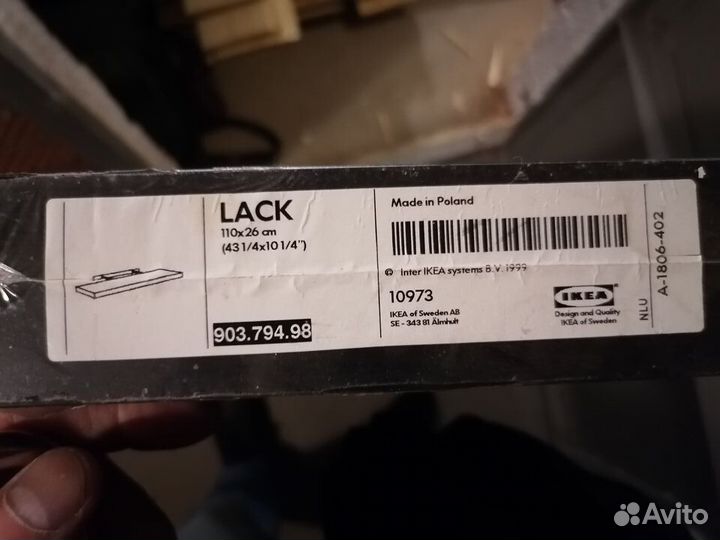 LACK
110x26 cm
(43 1/4x10 1/4")
903.794.98
Made in Poland
© Inter IKEA systems B.V. 1999
10973
IKEA of Sweden AB
SE - 343 81 Älmhult
IKEA
Design and Quality
IKEA of Sweden
NLU
A-1806-402
Avito